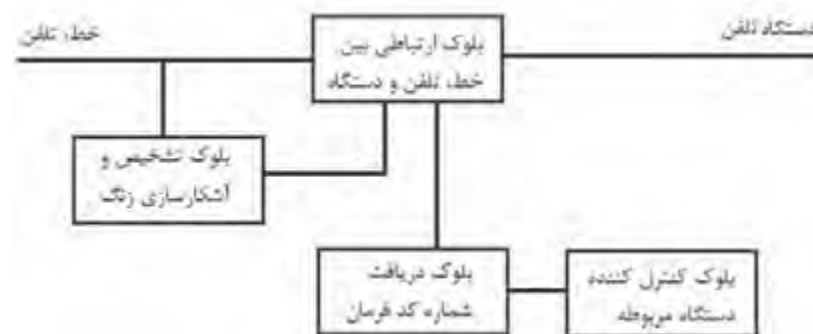 دستگاه تلفن
بلوک ارتباطی بین
خط، تلفن و دستگاه
خط، تلفن
بلوک تشخیص و
آشکارسازی زنگ
بلوک دریافت
شماره کد فرمان
بلوک کنترل کننده
دستگاه مربوطه